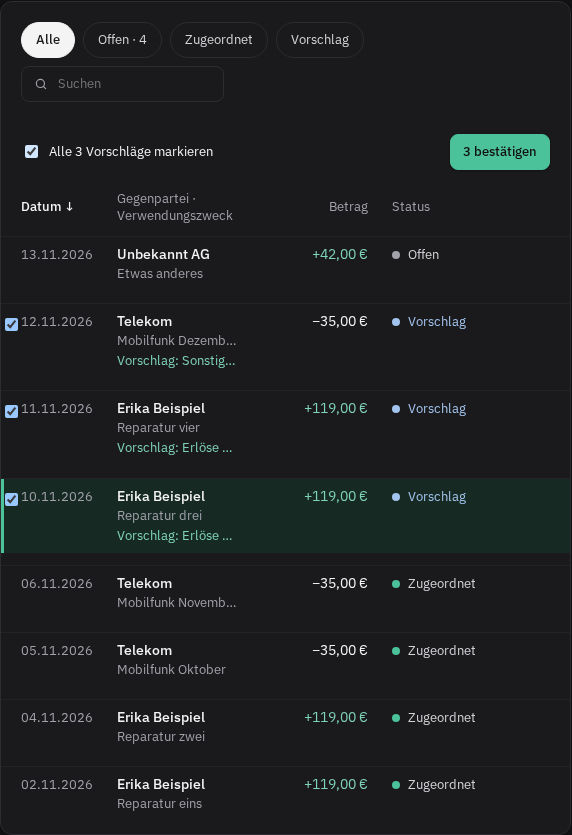 Alle
Offen · 4
Zugeordnet
Vorschlag
Suchen
Alle 3 Vorschläge markieren
3 bestätigen
Datum ↓
Gegenpartei ·
Verwendungszweck
Betrag
Status
13.11.2026
Unbekannt AG
+42,00 €
Offen
Etwas anderes
12.11.2026
Telekom
−35,00 €
Vorschlag
Mobilfunk Dezemb…
Vorschlag: Sonstig…
11.11.2026
Erika Beispiel
+119,00 €
Vorschlag
Reparatur vier
Vorschlag: Erlöse …
10.11.2026
Erika Beispiel
+119,00 €
Vorschlag
Reparatur drei
Vorschlag: Erlöse …
06.11.2026
Telekom
−35,00 €
Zugeordnet
Mobilfunk Novemb…
05.11.2026
Telekom
−35,00 €
Zugeordnet
Mobilfunk Oktober
04.11.2026
Erika Beispiel
+119,00 €
Zugeordnet
Reparatur zwei
02.11.2026
Erika Beispiel
+119,00 €
Zugeordnet
Reparatur eins